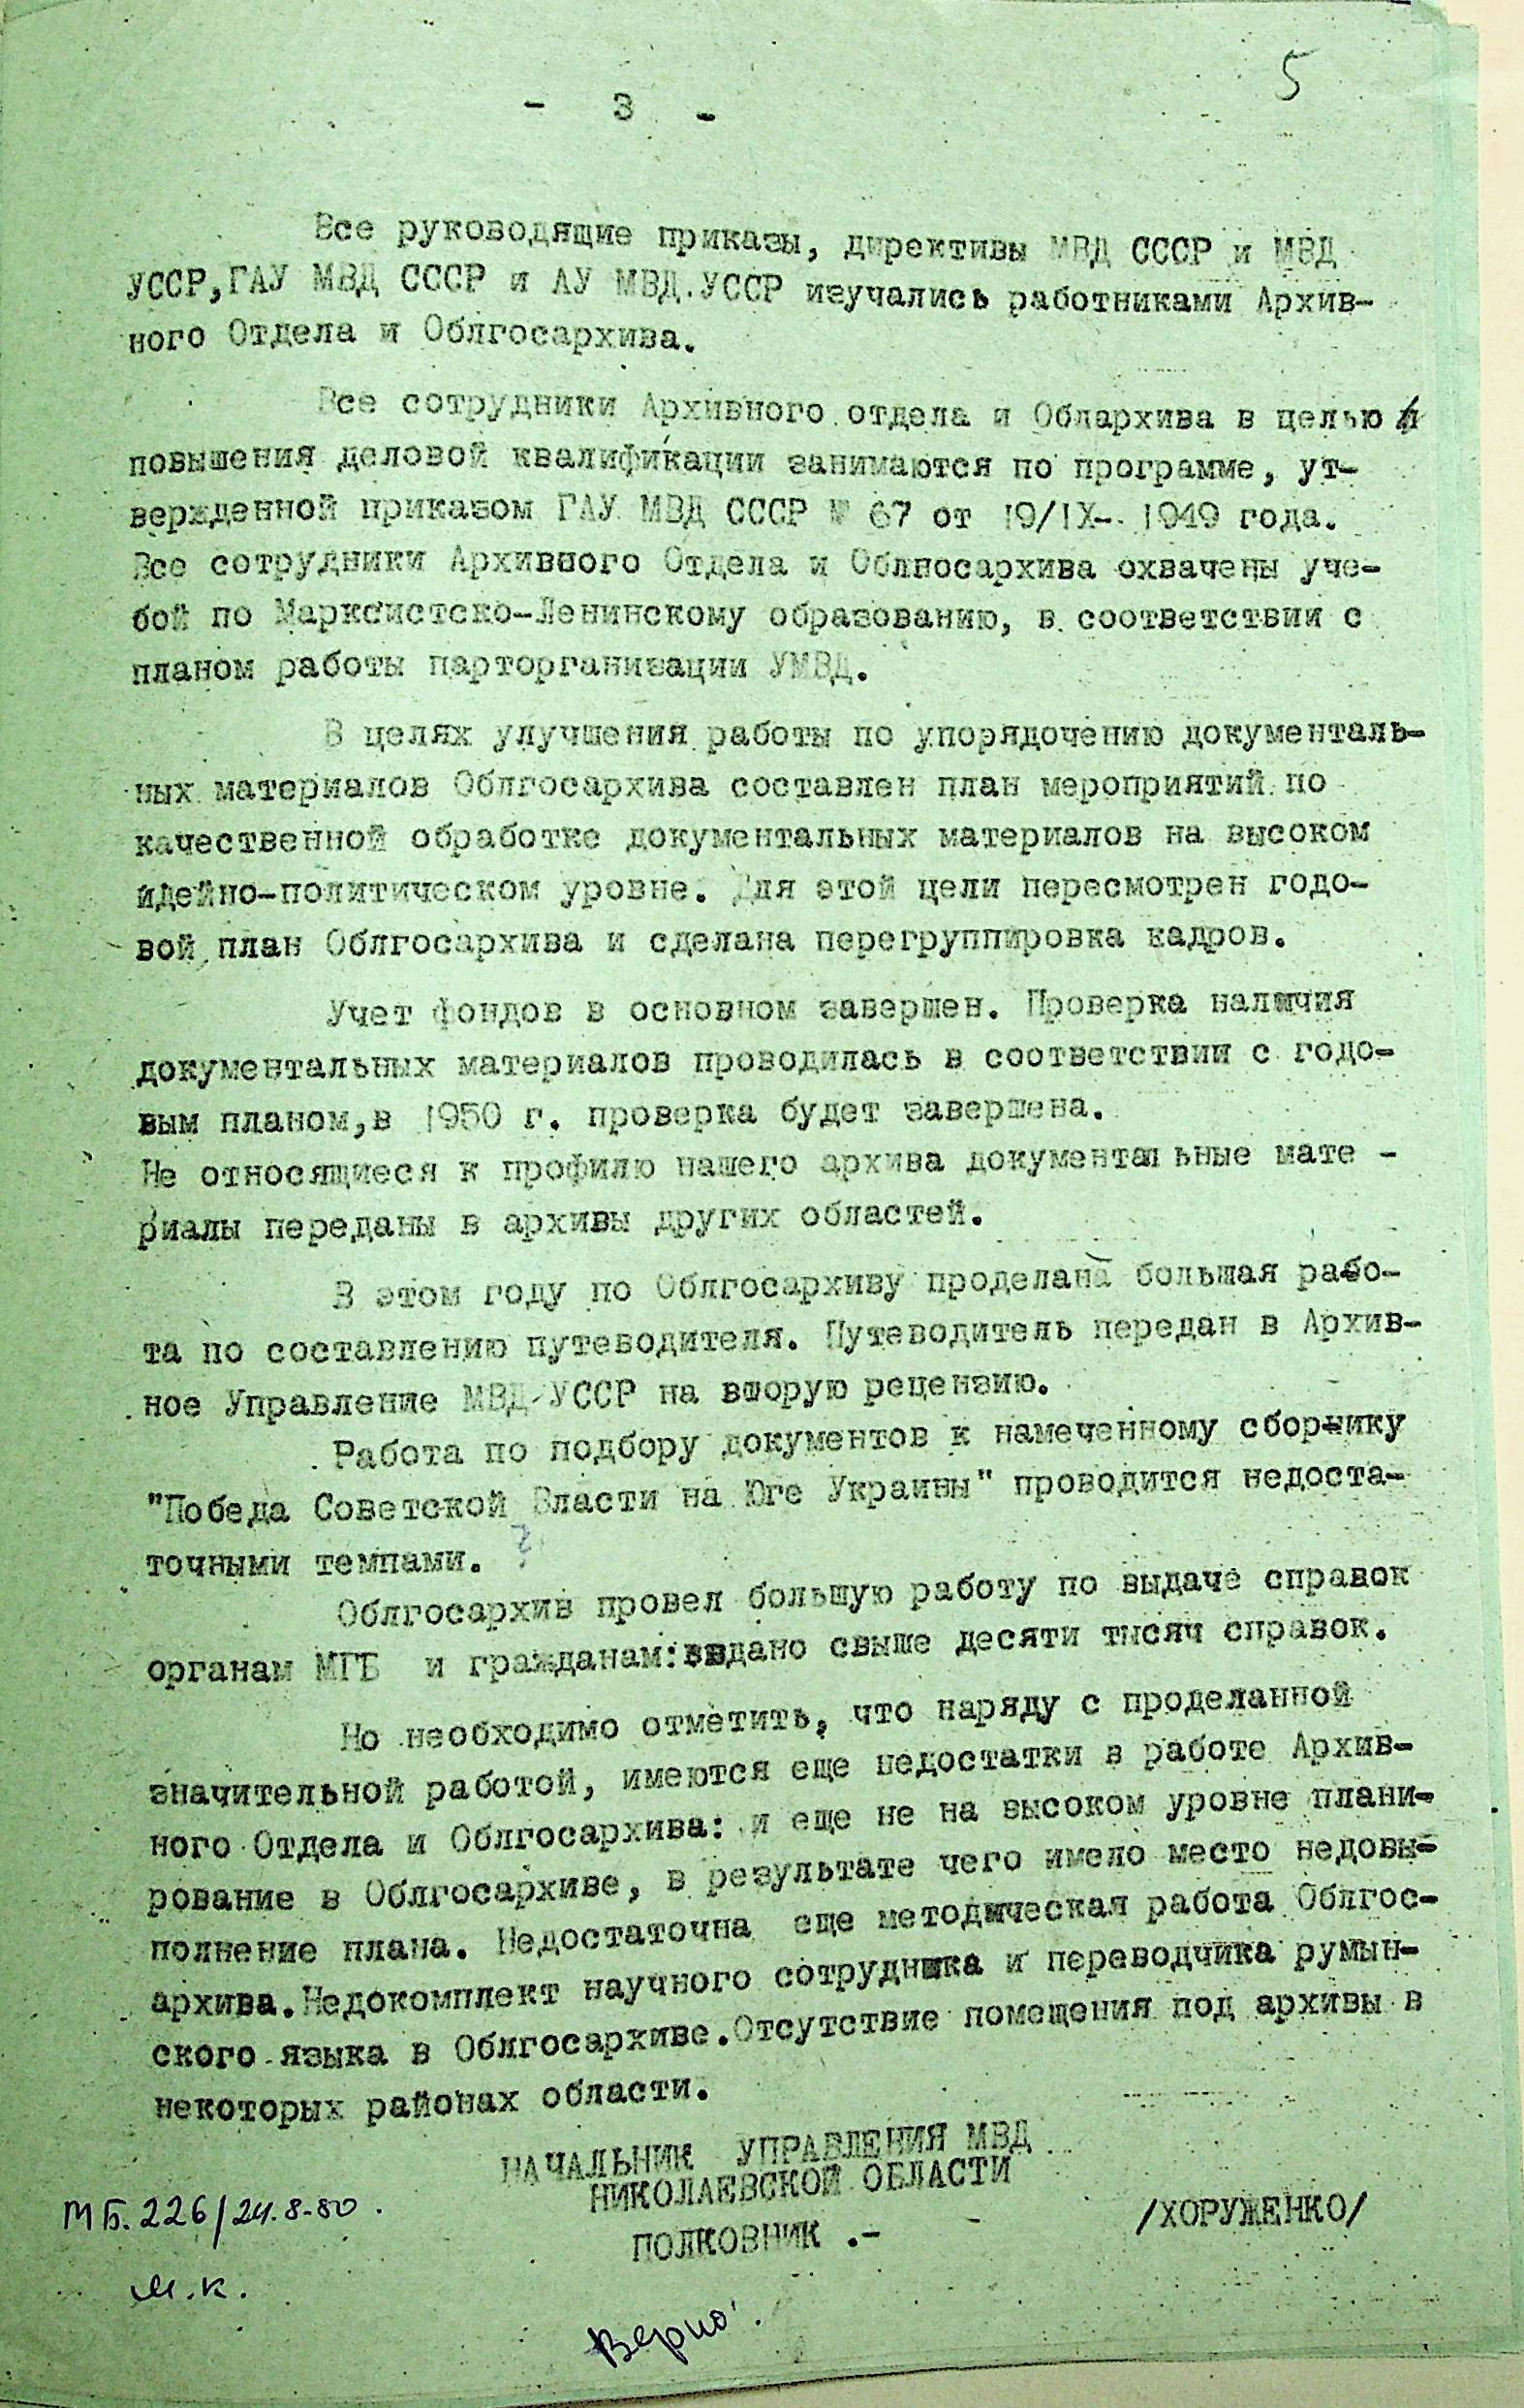 5
- 3 -
Все руководящие приказы, директивы МВД СССР и МВД
УССР,ГАУ МВД СССР и АУ МВД.УССР изучались работниками Архив-
ного Отдела и Облгосархива.
Все сотрудники Архивного отдела и Облархива в целью
повышения деловой квалификации занимаются по программе, ут-
вержденной приказом ГАУ МВД СССР № 67 от 19/IX- 1949 года.
Все сотрудники Архивного Отдела и Облпосархива охвачены уче-
бой по Марксистско-Ленинскому образованию, в соответствии с
планом работы парторганизации УМВД.
В целях улучшения работы по упорядочению документаль-
ных материалов Облгосархива составлен план мероприятий по
качественной обработке документальных материалов на высоком
идейно-политическом уровне. Для этой цели пересмотрен годо-
вой план Облгосархива и сделана перегруппировка кадров.
Учет фондов в основном завершен. Проверка наличия
документальных материалов проводилась в соответствии с годо-
вым планом,в 1950 г. проверка будет завершена.
Не относящиеся к профилю нашего архива документальные мате -
риалы переданы в архивы других областей.
В этом году по Облгосархиву проделана большая рабо-
та по составлению путеводителя. Путеводитель передан в Архив-
ное Управление МВД УССР на вторую рецензию.
Работа по подбору документов к намеченному сборнику
"Победа Советской Власти на Юге Украины" проводится недоста-
точными темпами. ?
Облгосархив провел большую работу по выдаче справок
органам МГБ и гражданам: выдано свыше десяти тысяч справок.
Но необходимо отметить, что наряду с проделанной
значительной работой, имеются еще недостатки в работе Архив-
ного Отдела и Облгосархива: и еще не на высоком уровне плани-
рование в Облгосархиве, в результате чего имело место недовы-
полнение плана. Недостаточна еще методическая работа Облгос-
архива.Недокомплект научного сотрудника и переводчика румын-
ского языка в Облгосархиве.Отсутствие помещения под архивы в
некоторых районах области.
НАЧАЛЬНИК УПРАВЛЕНИЯ МВД
НИКОЛАЕВСКОЙ ОБЛАСТИ
ПОЛКОВНИК .- /ХОРУЖЕНКО/
МБ. 226/24.8-80.
М.К.
Верно: